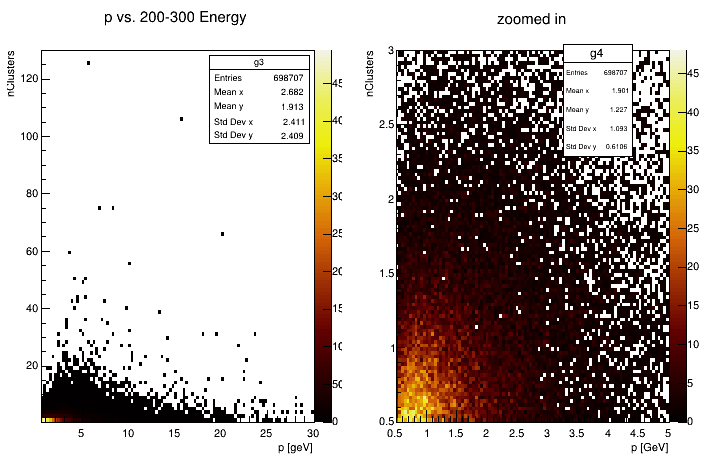 p vs. 200-300 Energy
nClusters
120
100
80
60
40
20
5
10
15
20
25
30
p [geV]
g3
Entries 698707
Mean x 2.682
Mean y 1.913
Std Dev x 2.411
Std Dev y 2.409
45
40
35
30
25
20
15
10
50
0
zoomed in
nClusters
3
2.5
2
1.5
1
0.5
0.5
1
1.5
2
2.5
3
3.5
4
4.5
5
p [GeV]
g4
Entries 698707
Mean x 1.901
Mean y 1.227
Std Dev x 1.093
Std Dev y 0.6106
45
40
35
30
25
20
15
10
5
0